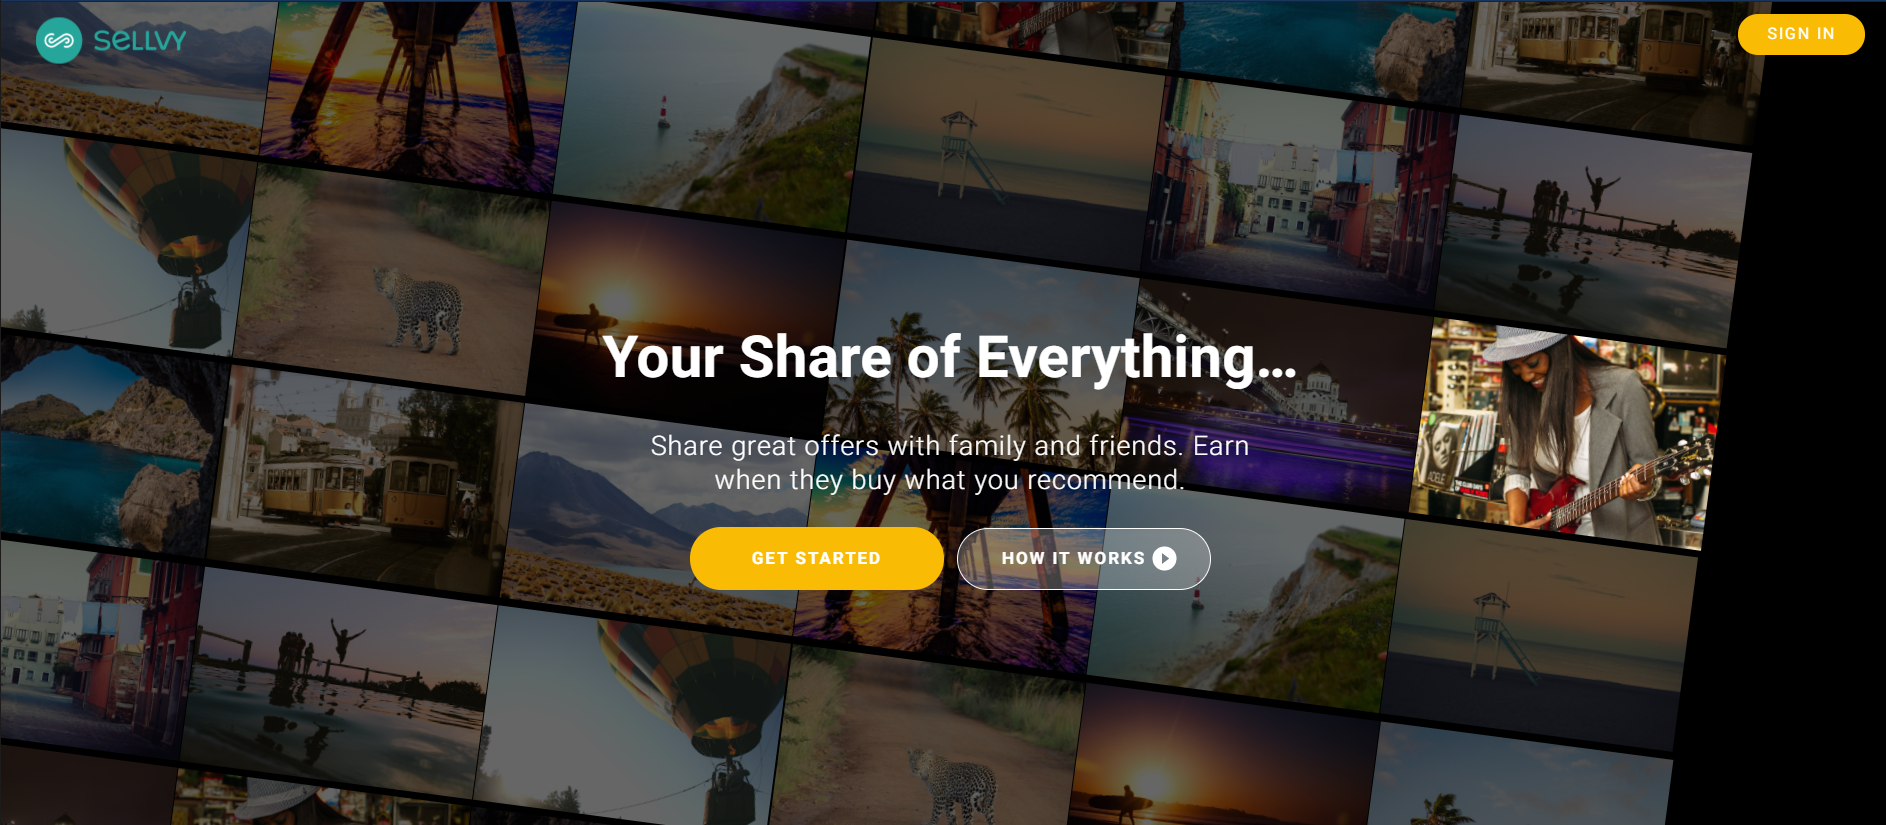 sellvy
SIGN IN
Your Share of Everything...
Share great offers with family and friends. Earn
when they buy what you recommend.
GET STARTED
HOW IT WORKS
ADELE